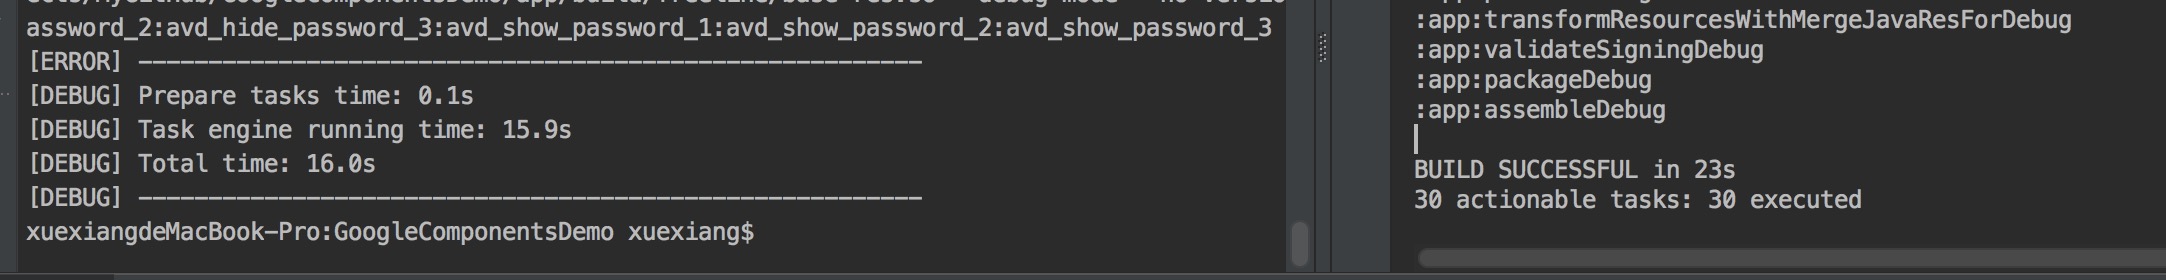 assword_2:avd_hide_password_3:avd_show_password_1:avd_show_password_2:avd_show_password_3
[ERROR] --------------------------------------------------------
[DEBUG] Prepare tasks time: 0.1s
[DEBUG] Task engine running time: 15.9s
[DEBUG] Total time: 16.0s
[DEBUG] --------------------------------------------------------
xuexiangdeMacBook-Pro:GoogleComponentsDemo xuexiang$
:app:transformResourcesWithMergeJavaResForDebug
:app:validateSigningDebug
:app:packageDebug
:app:assembleDebug
BUILD SUCCESSFUL in 23s
30 actionable tasks: 30 executed